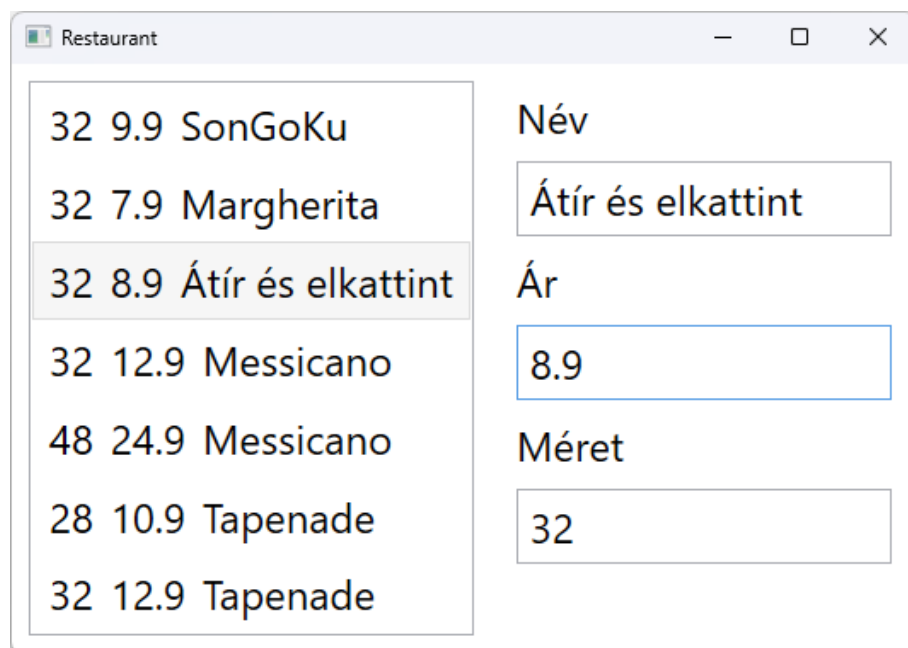 Restaurant
32 9.9 SonGoKu
32 7.9 Margherita
32 8.9 Átír és elkattint
32 12.9 Messicano
48 24.9 Messicano
28 10.9 Tapenade
32 12.9 Tapenade
Név
Átír és elkattint
Ár
8.9
Méret
32